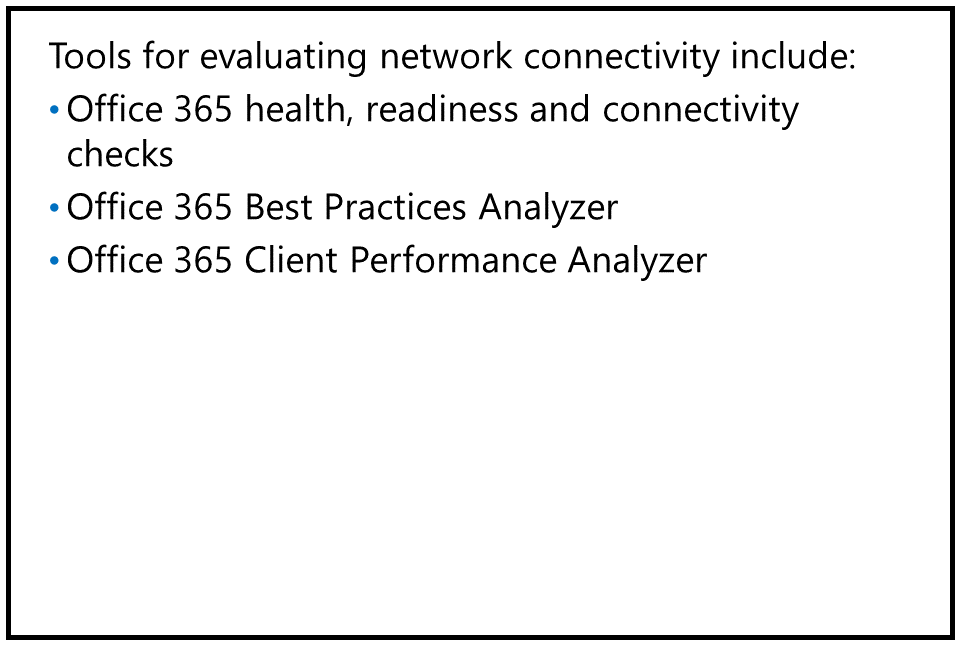 Tools for evaluating network connectivity include:
• Office 365 health, readiness and connectivity
checks
• Office 365 Best Practices Analyzer
• Office 365 Client Performance Analyzer